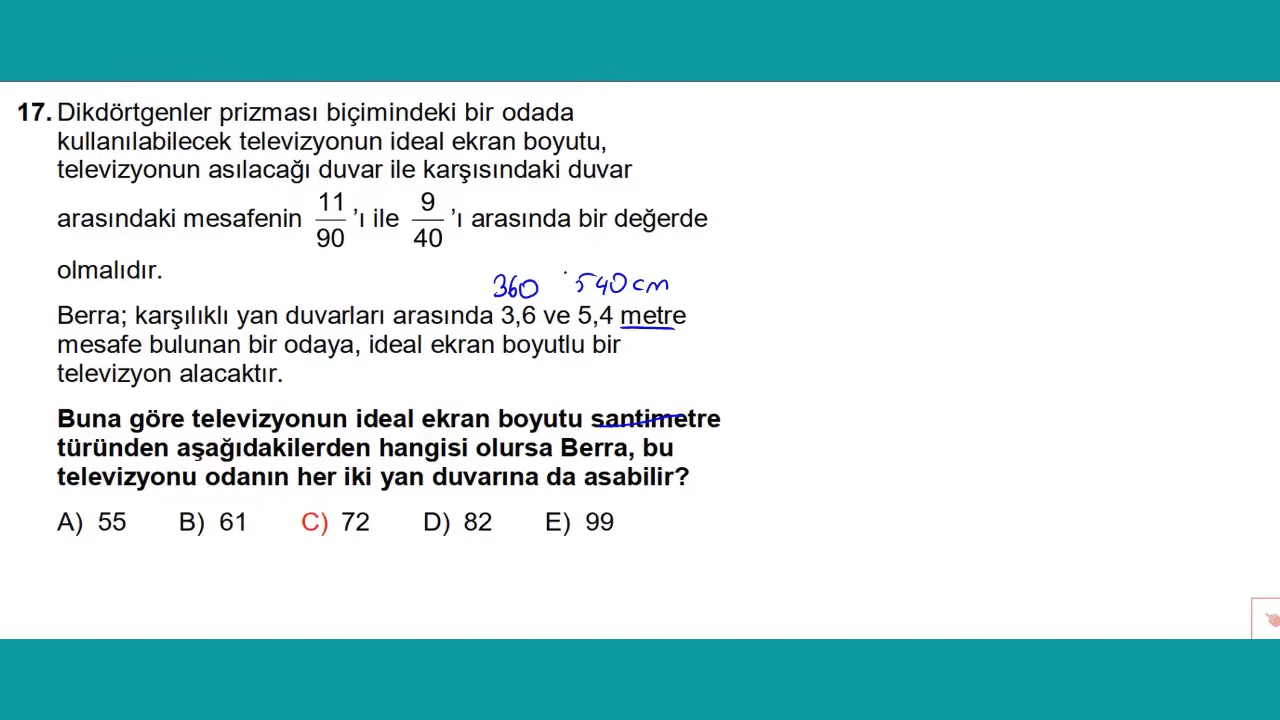 17. Dikdörtgenler prizması biçimindeki bir odada
kullanılabilecek televizyonun ideal ekran boyutu,
televizyonun asılacağı duvar ile karşısındaki duvar
arasındaki mesafenin 11/90 'ı ile 9/40 'ı arasında bir değerde
olmalıdır.
360 540 cm
Berra; karşılıklı yan duvarları arasında 3,6 ve 5,4 metre
mesafe bulunan bir odaya, ideal ekran boyutlu bir
televizyon alacaktır.
Buna göre televizyonun ideal ekran boyutu santimetre
türünden aşağıdakilerden hangisi olursa Berra, bu
televizyonu odanın her iki yan duvarına da asabilir?
A) 55 B) 61 C) 72 D) 82 E) 99